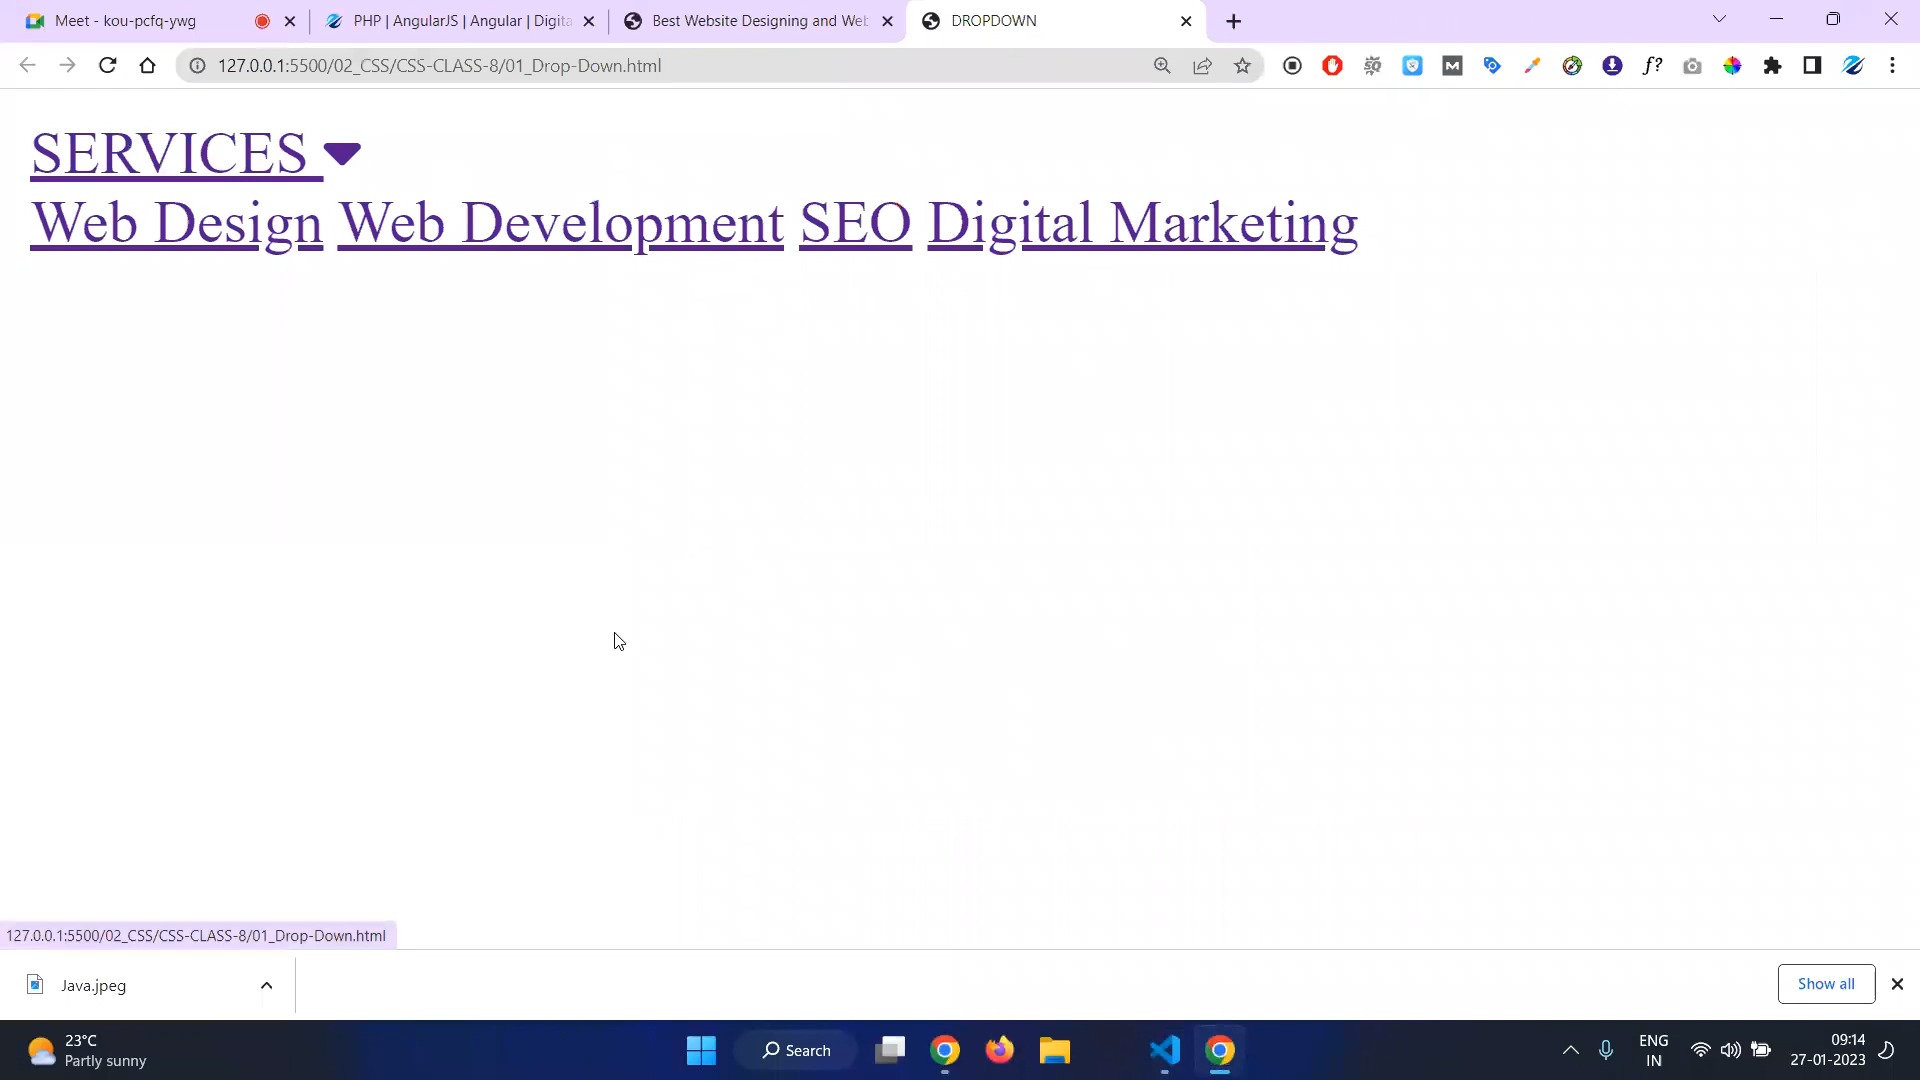 Meet - kou-pcfq-ywg
PHP | AngularJS | Angular | Digita
Best Website Designing and Web
DROPDOWN
127.0.0.1:5500/02_CSS/CSS-CLASS-8/01_Drop-Down.html
SERVICES
Web Design Web Development SEO Digital Marketing
127.0.0.1:5500/02_CSS/CSS-CLASS-8/01_Drop-Down.html
Java.jpeg
Show all
23°C
Partly sunny
Search
ENG
IN
09:14
27-01-2023